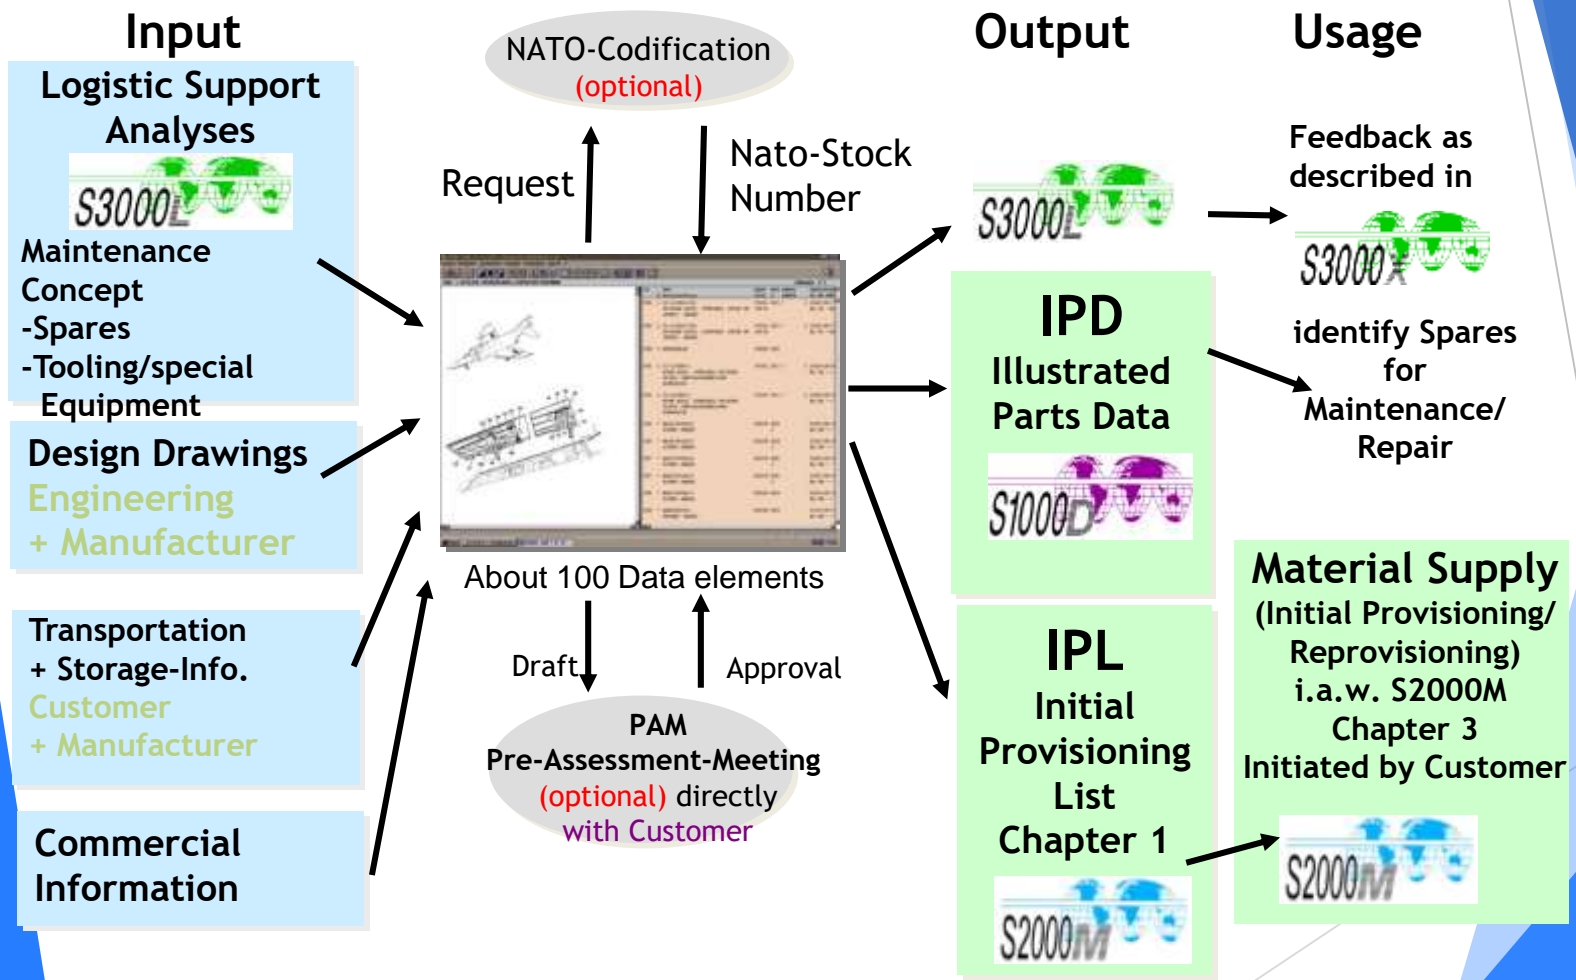 Input
Logistic Support
Analyses
S3000L
Maintenance
Concept
-Spares
-Tooling/special
Equipment
Design Drawings
Engineering
+ Manufacturer
Transportation
+ Storage-Info.
Customer
+ Manufacturer
Commercial
Information
NATO-Codification
(optional)
Request
Nato-Stock
Number
About 100 Data elements
Draft
Approval
PAM
Pre-Assessment-Meeting
(optional) directly
with Customer
Output
S3000L
IPD
Illustrated
Parts Data
S1000D
IPL
Initial
Provisioning
List
Chapter 1
S2000M
Usage
Feedback as
described in
S3000X
identify Spares
for
Maintenance/
Repair
Material Supply
(Initial Provisioning/
Reprovisioning)
i.a.w. S2000M
Chapter 3
Initiated by Customer
S2000M